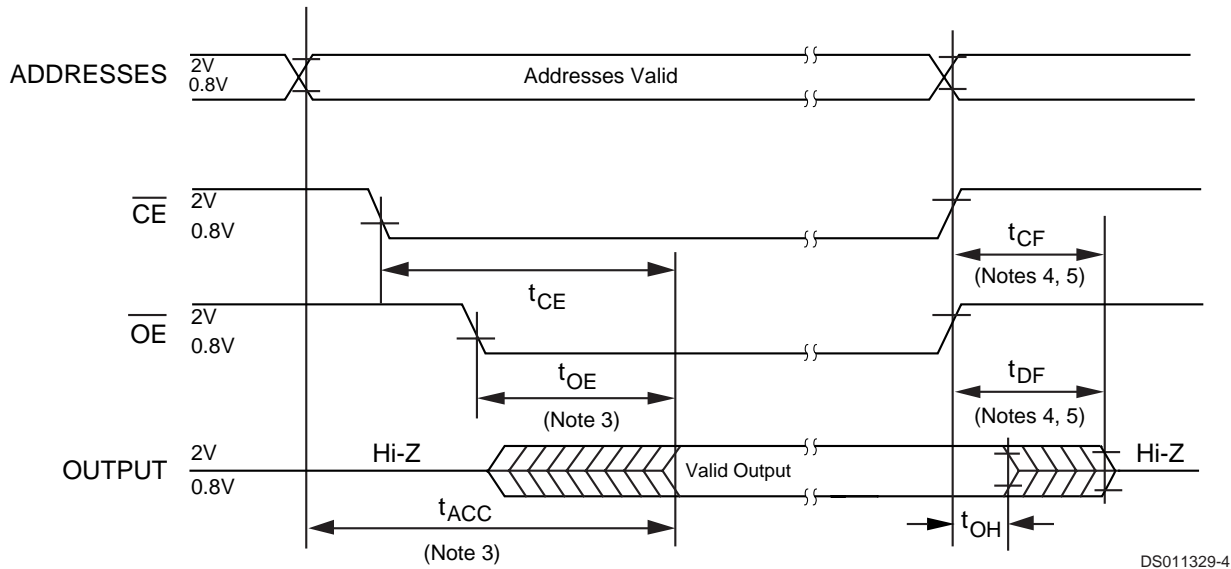 ADDRESSES
2V
0.8V
Addresses Valid
CE
2V
0.8V
tCF
(Notes 4, 5)
tCE
OE
2V
0.8V
tOE
(Note 3)
tDF
(Notes 4, 5)
OUTPUT
2V
0.8V
Hi-Z
Valid Output
Hi-Z
tACC
(Note 3)
tOH
DS011329-4